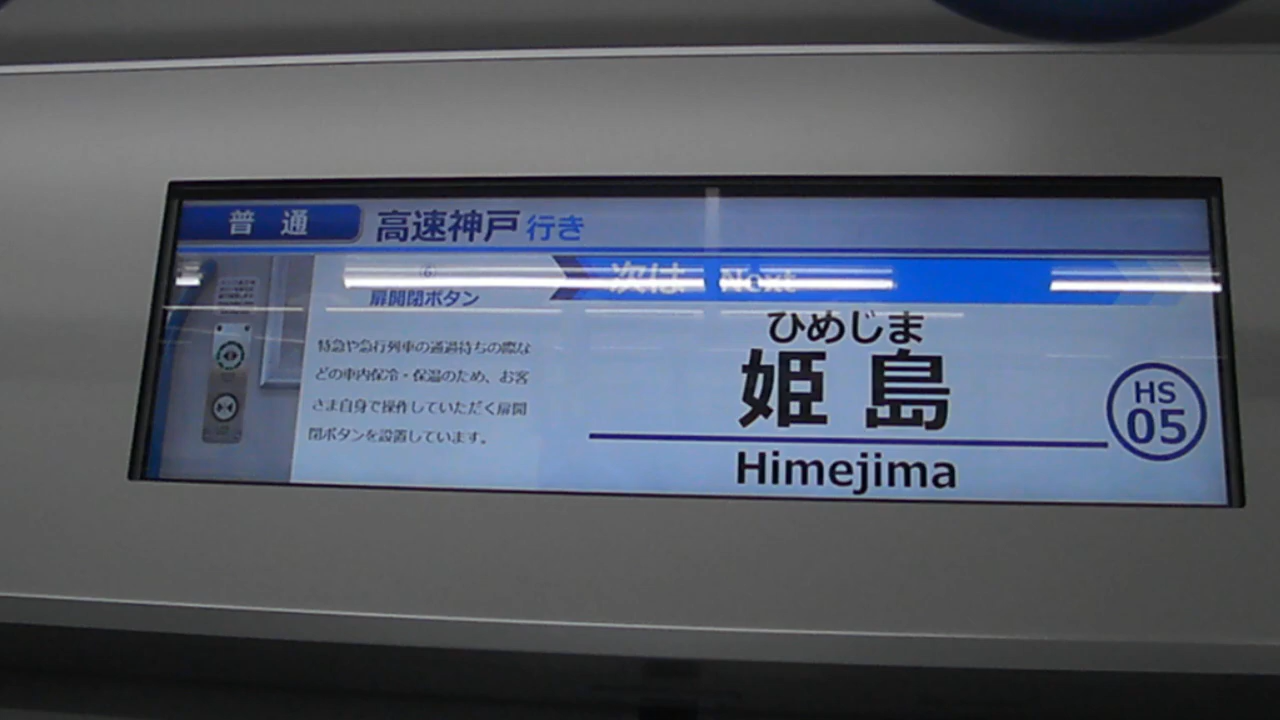 普通
高速神戸行き
⑥
扉開閉ボタン
特急や急行列車の通過待ちの際な
どの車内保冷・保温のため、お客
さま自身で操作していただく扉開
閉ボタンを設置しています。
次は Next
ひめじま
姫島
Himejima
HS
05